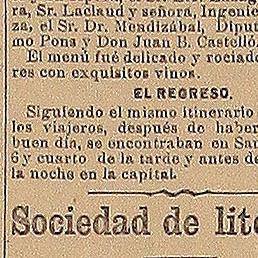 ra, Sr. Laclaud y señora, Ingenie
za, el Sr. Dr. Mendizábal, Diput
mo Pons y Don Juan B. Castelló.
El menú fué delicado y rociado
res con exquisitos vinos.
EL REGRESO.
Siguiendo el mismo itinerario
los viajeros, después de haber
buen día, se encontraban en San
6 y cuarto de la tarde y antes de
la noche en la capital.
Sociedad de lito